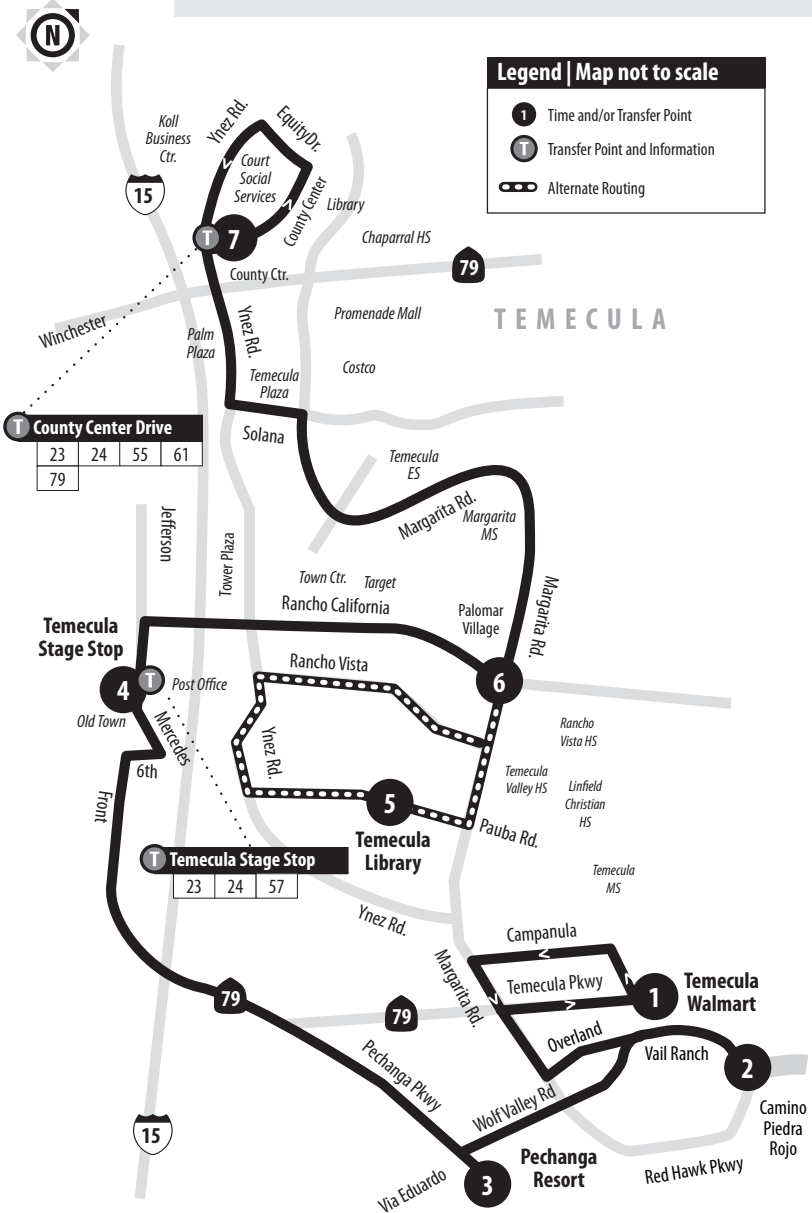 N
Legend | Map not to scale
1 Time and/or Transfer Point
T Transfer Point and Information
Alternate Routing
Koll
Business
Ctr.
Ynez Rd.
EquityDr.
Court
Social
Services
County Center
Library
15
T 7
Chaparral HS
79
County Ctr.
Winchester
Palm
Plaza
Ynez Rd.
Promenade Mall
TEMECULA
Costco
Temecula
Plaza
T County Center Drive
23 24 55 61
79
Solana
Temecula
ES
Margarita Rd.
Margarita
MS
Jefferson
Tower Plaza
Town Ctr.
Target
Rancho California
Palomar
Village
Margarita Rd.
Temecula
Stage Stop
4 T
Post Office
Old Town
Mercedes
6th
Front
Rancho Vista
6
Ynez Rd.
Rancho
Vista HS
Temecula
Valley HS
Linfield
Christian
HS
5
Temecula
Library
Pauba Rd.
T Temecula Stage Stop
23 24 57
Temecula
MS
Ynez Rd.
Campanula
Margarita Rd.
Temecula Pkwy
1
Temecula
Walmart
79
79
Overland
Vail Ranch
2
Pechanga Pkwy
Wolf Valley Rd
Camino
Piedra
Rojo
15
Pechanga
Resort
3
Via Eduardo
Red Hawk Pkwy